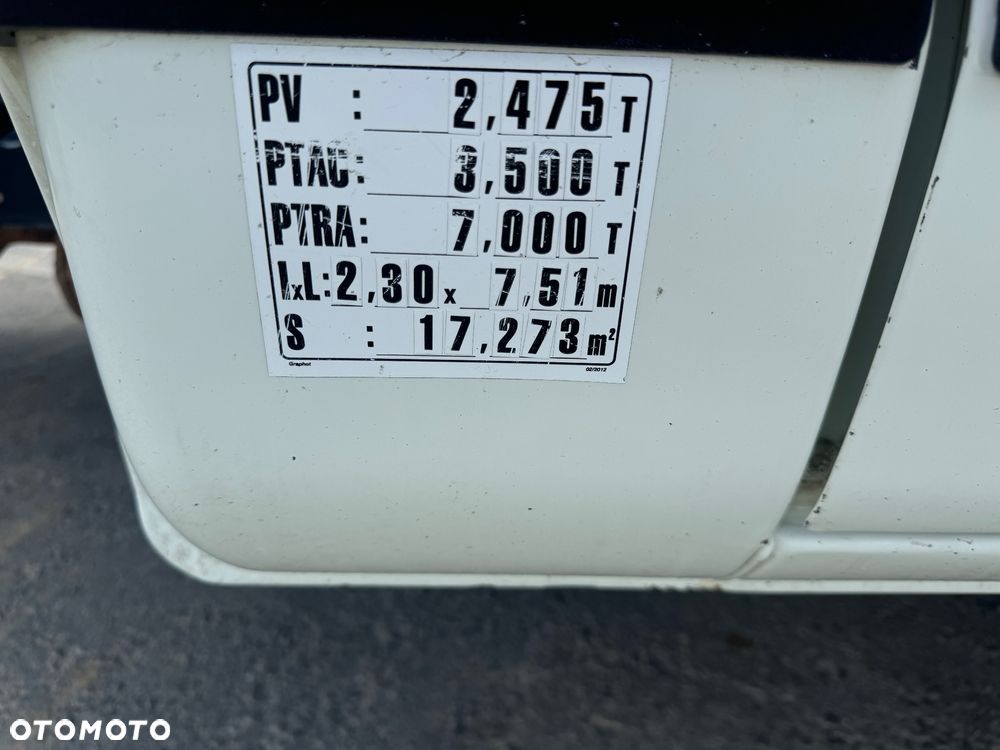 PV : 2,475 T
PTAC: 3,500 T
PTRA: 7,000 T
lxL: 2,30 x 7,51 m
S : 17,273 m²
Graphot 02/2012
OTOMOTO